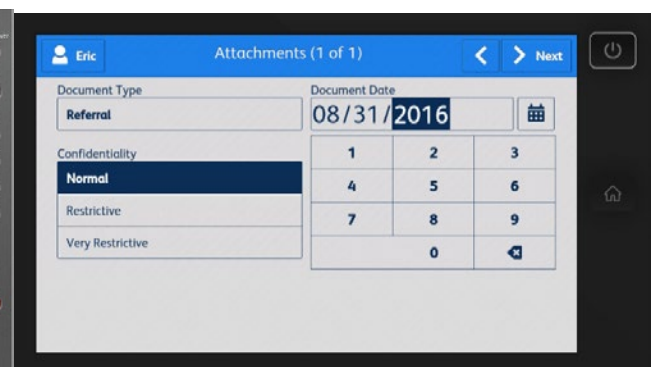 Eric
Attachments (1 of 1)
Next
Document Type
Referral
Confidentiality
Normal
Restrictive
Very Restrictive
Document Date
08/31/2016
1 2 3
4 5 6
7 8 9
0